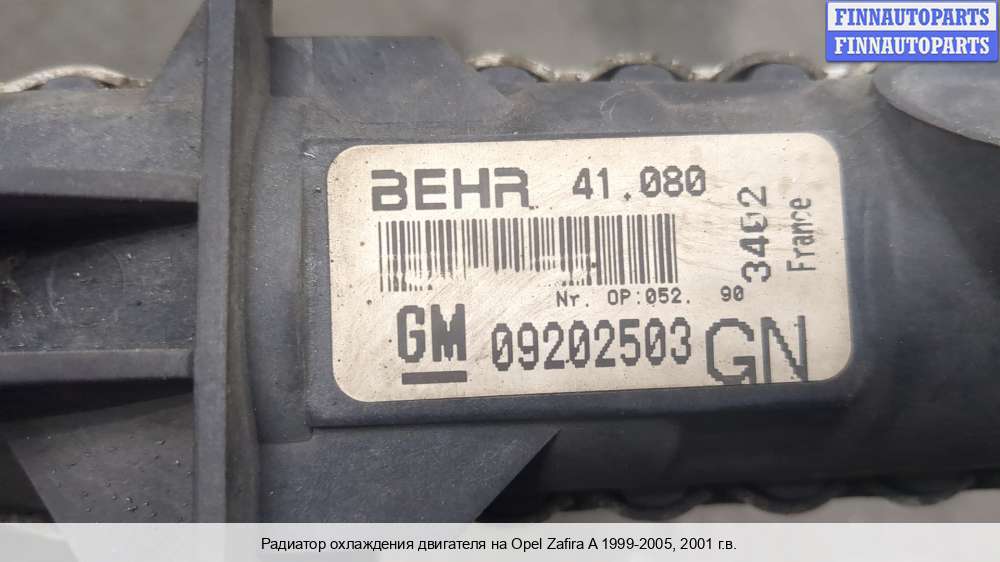 FINNAUTOPARTS
FINNAUTOPARTS
BEHR 41.080
3402
France
Nr. OP:052. 90
GM 09202503 GN
Радиатор охлаждения двигателя на Opel Zafira A 1999-2005, 2001 г.в.